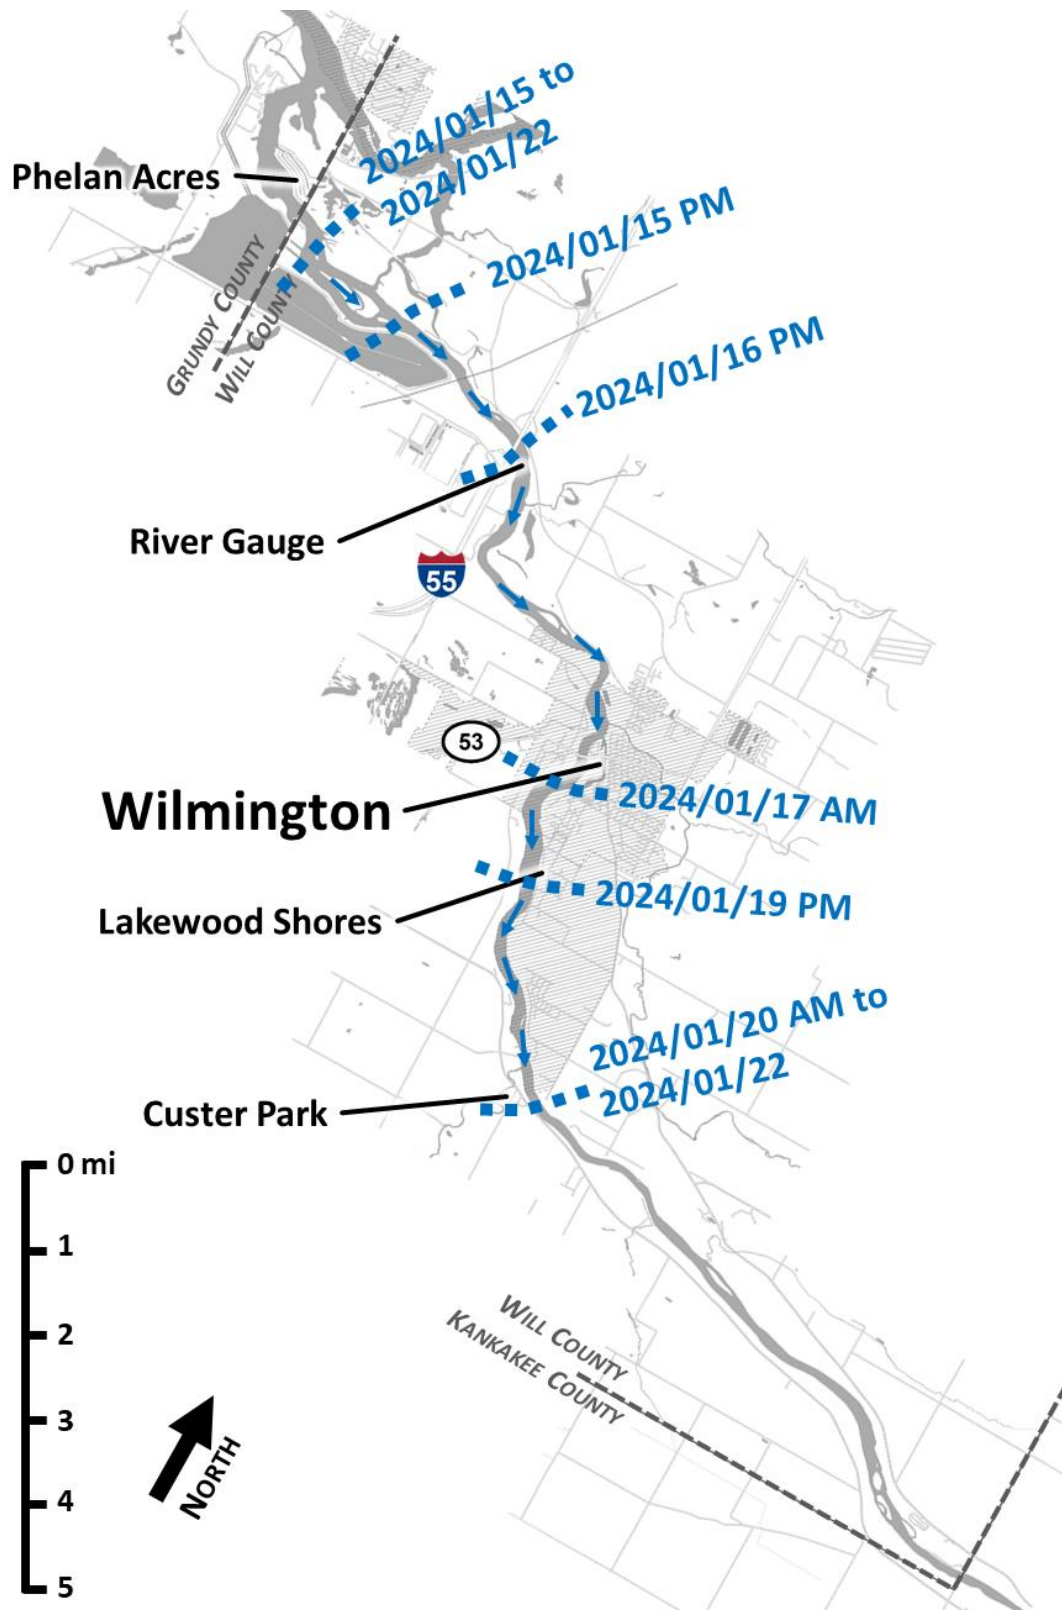 2024/01/15 to
2024/01/22
Phelan Acres
2024/01/15 PM
GRUNDY COUNTY
WILL COUNTY
2024/01/16 PM
River Gauge
55
53
Wilmington
2024/01/17 AM
Lakewood Shores
2024/01/19 PM
2024/01/20 AM to
2024/01/22
Custer Park
0 mi
1
2
3
4
5
WILL COUNTY
KANKAKEE COUNTY
NORTH